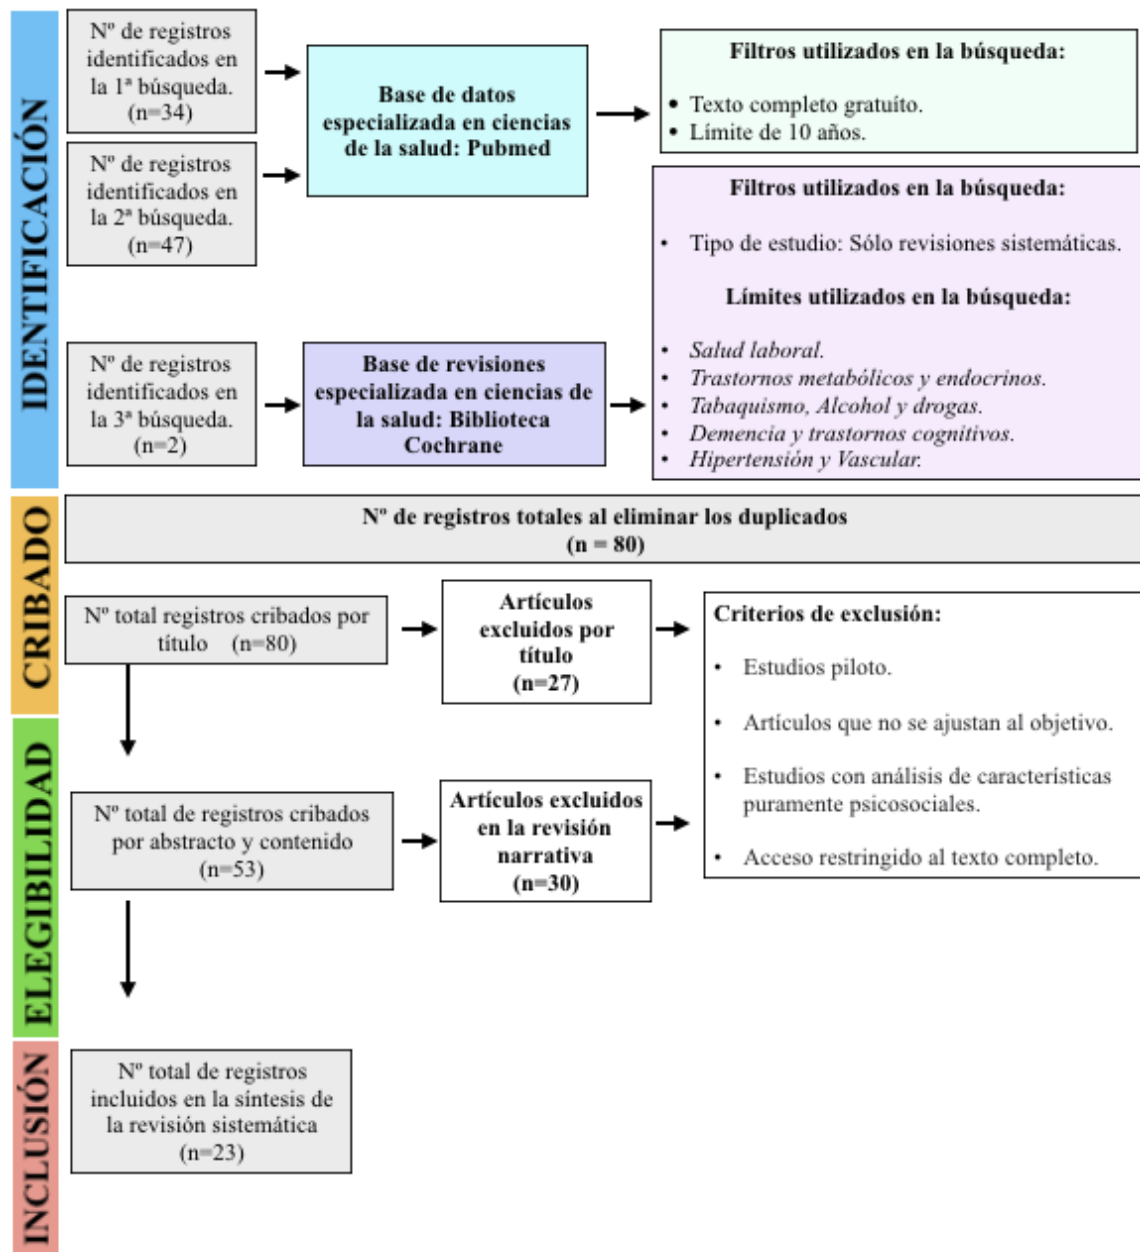 IDENTIFICACIÓN
Nº de registros
identificados en
la 1ª búsqueda.
(n=34)
Nº de registros
identificados en
la 2ª búsqueda.
(n=47)
Base de datos
especializada en ciencias
de la salud: Pubmed
Filtros utilizados en la búsqueda:
• Texto completo gratuíto.
• Límite de 10 años.
Nº de registros
identificados en
la 3ª búsqueda.
(n=2)
Base de revisiones
especializada en ciencias de
la salud: Biblioteca
Cochrane
Filtros utilizados en la búsqueda:
• Tipo de estudio: Sólo revisiones sistemáticas.
Límites utilizados en la búsqueda:
• Salud laboral.
• Trastornos metabólicos y endocrinos.
• Tabaquismo, Alcohol y drogas.
• Demencia y trastornos cognitivos.
• Hipertensión y Vascular.
CRIBADO
Nº de registros totales al eliminar los duplicados
(n = 80)
Nº total registros cribados por
título (n=80)
Artículos
excluidos por
título
(n=27)
Criterios de exclusión:
• Estudios piloto.
• Artículos que no se ajustan al objetivo.
• Estudios con análisis de características
puramente psicosociales.
• Acceso restringido al texto completo.
ELEGIBILIDAD
Nº total de registros cribados
por abstracto y contenido
(n=53)
Artículos excluidos
en la revisión
narrativa
(n=30)
INCLUSIÓN
Nº total de registros
incluidos en la síntesis de
la revisión sistemática
(n=23)